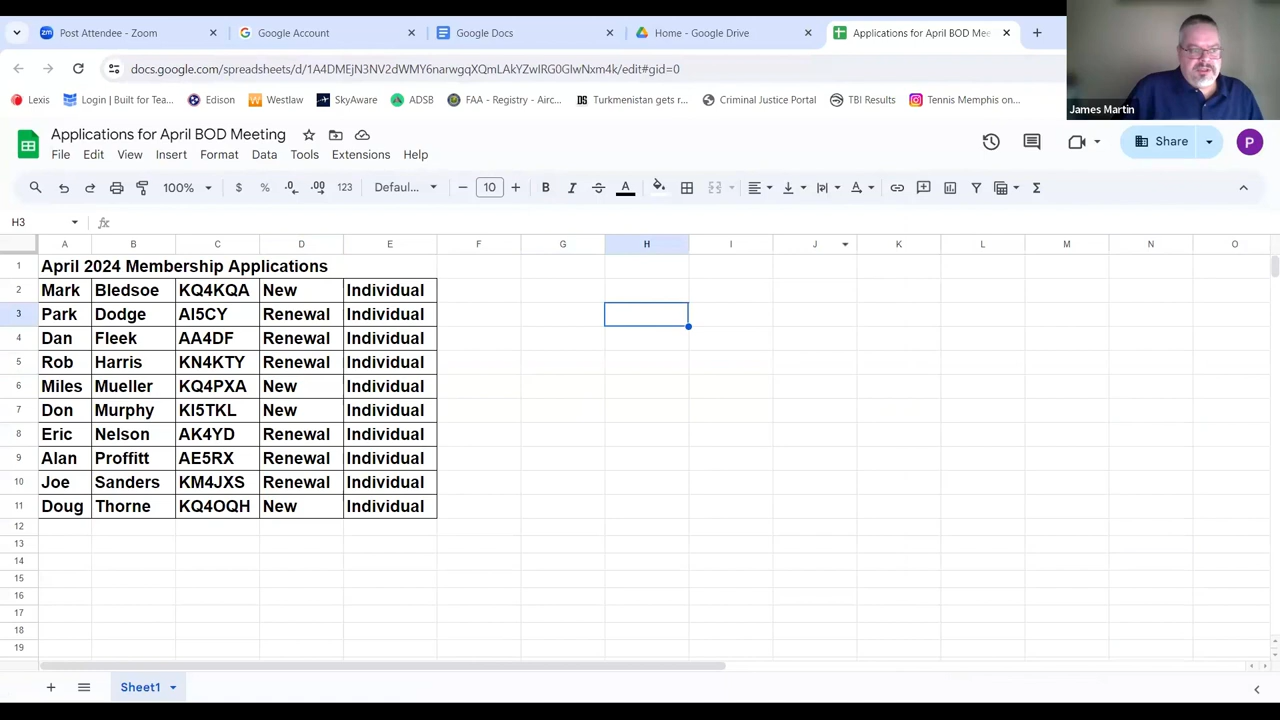 Post Attendee - Zoom
Google Account
Google Docs
Home - Google Drive
Applications for April BOD Mee
docs.google.com/spreadsheets/d/1A4DMEjN3NV2dWMY6narwgqXQmlAkYZwIRG0GIwNxm4k/edit#gid=0
Lexis
Login | Built for Tea...
Edison
Westlaw
SkyAware
ADSB
FAA - Registry - Airc...
Turkmenistan gets r...
Criminal Justice Portal
TBI Results
Tennis Memphis on...
James Martin
Applications for April BOD Meeting
File Edit View Insert Format Data Tools Extensions Help
Share
P
100% $ % .0 .00 123 Defaul... 10 B I S A
H3 fx
A B C D E F G H I J K L M N O
1 April 2024 Membership Applications
2 Mark Bledsoe KQ4KQA New Individual
3 Park Dodge AI5CY Renewal Individual
4 Dan Fleek AA4DF Renewal Individual
5 Rob Harris KN4KTY Renewal Individual
6 Miles Mueller KQ4PXA New Individual
7 Don Murphy KI5TKL New Individual
8 Eric Nelson AK4YD Renewal Individual
9 Alan Proffitt AE5RX Renewal Individual
10 Joe Sanders KM4JXS Renewal Individual
11 Doug Thorne KQ4OQH New Individual
12
13
14
15
16
17
18
19
Sheet1